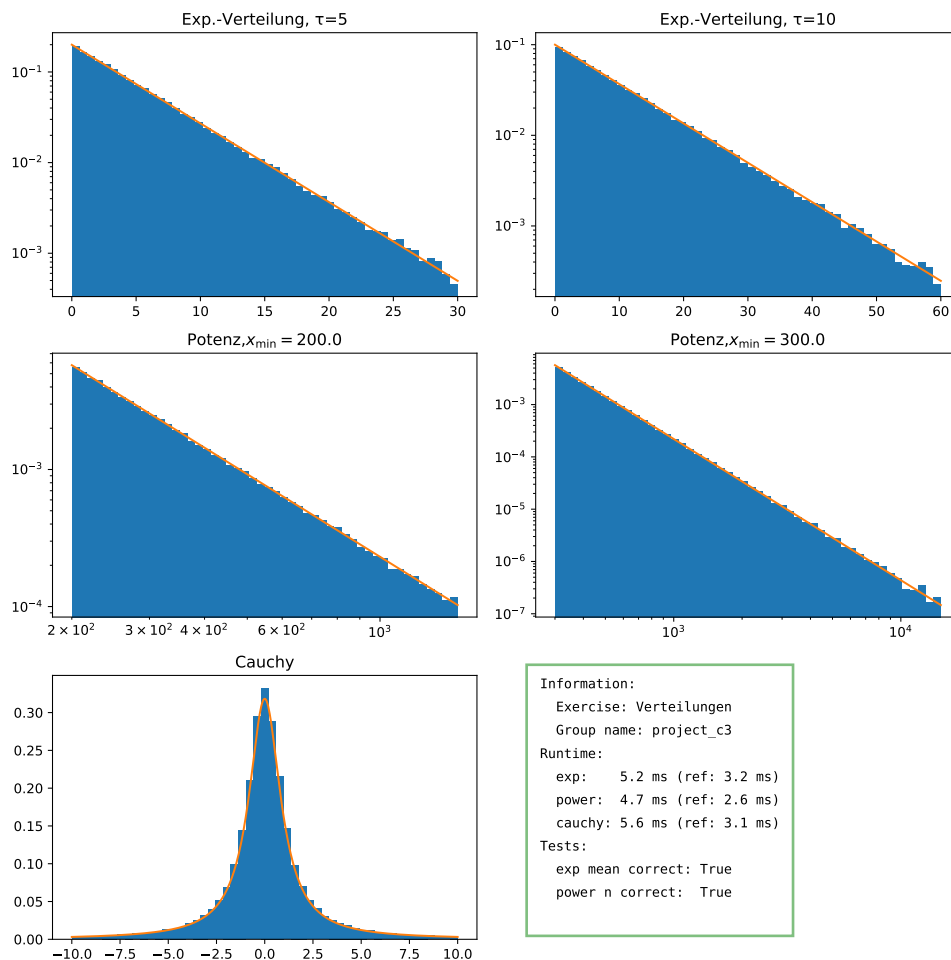 Exp.-Verteilung, τ=5
10⁻¹
10⁻²
10⁻³
0 5 10 15 20 25 30
Exp.-Verteilung, τ=10
10⁻¹
10⁻²
10⁻³
0 10 20 30 40 50 60
Potenz,xmin = 200.0
10⁻³
10⁻⁴
2 × 10² 3 × 10² 4 × 10² 6 × 10² 10³
Potenz,xmin = 300.0
10⁻³
10⁻⁴
10⁻⁵
10⁻⁶
10⁻⁷
10³ 10⁴
Cauchy
0.30
0.25
0.20
0.15
0.10
0.05
0.00
−10.0 −7.5 −5.0 −2.5 0.0 2.5 5.0 7.5 10.0
Information:
Exercise: Verteilungen
Group name: project_c3
Runtime:
exp: 5.2 ms (ref: 3.2 ms)
power: 4.7 ms (ref: 2.6 ms)
cauchy: 5.6 ms (ref: 3.1 ms)
Tests:
exp mean correct: True
power n correct: True